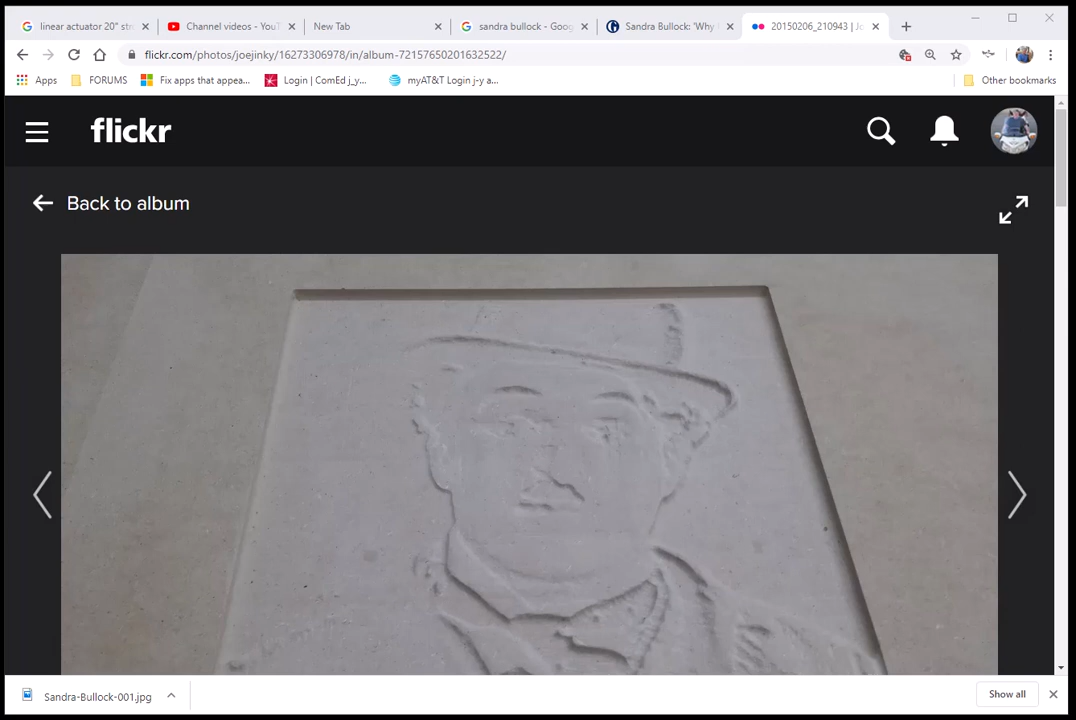 linear actuator 20" str
Channel videos - YouT
New Tab
sandra bullock - Goog
Sandra Bullock: 'Why
20150206_210943 | Jo
flickr.com/photos/joejinky/16273306978/in/album-72157650201632522/
Apps
FORUMS
Fix apps that appea...
Login | ComEd j_y...
myAT&T Login j-y a...
Other bookmarks
flickr
Back to album
Sandra-Bullock-001.jpg
Show all